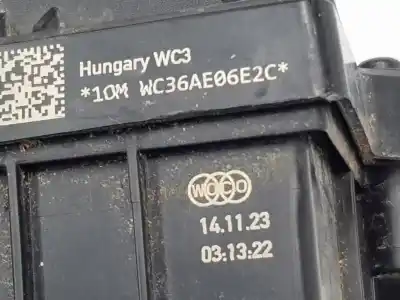 Hungary WC3
*10M WC36AE06E2C*
WOCO
14.11.23
03:13:22